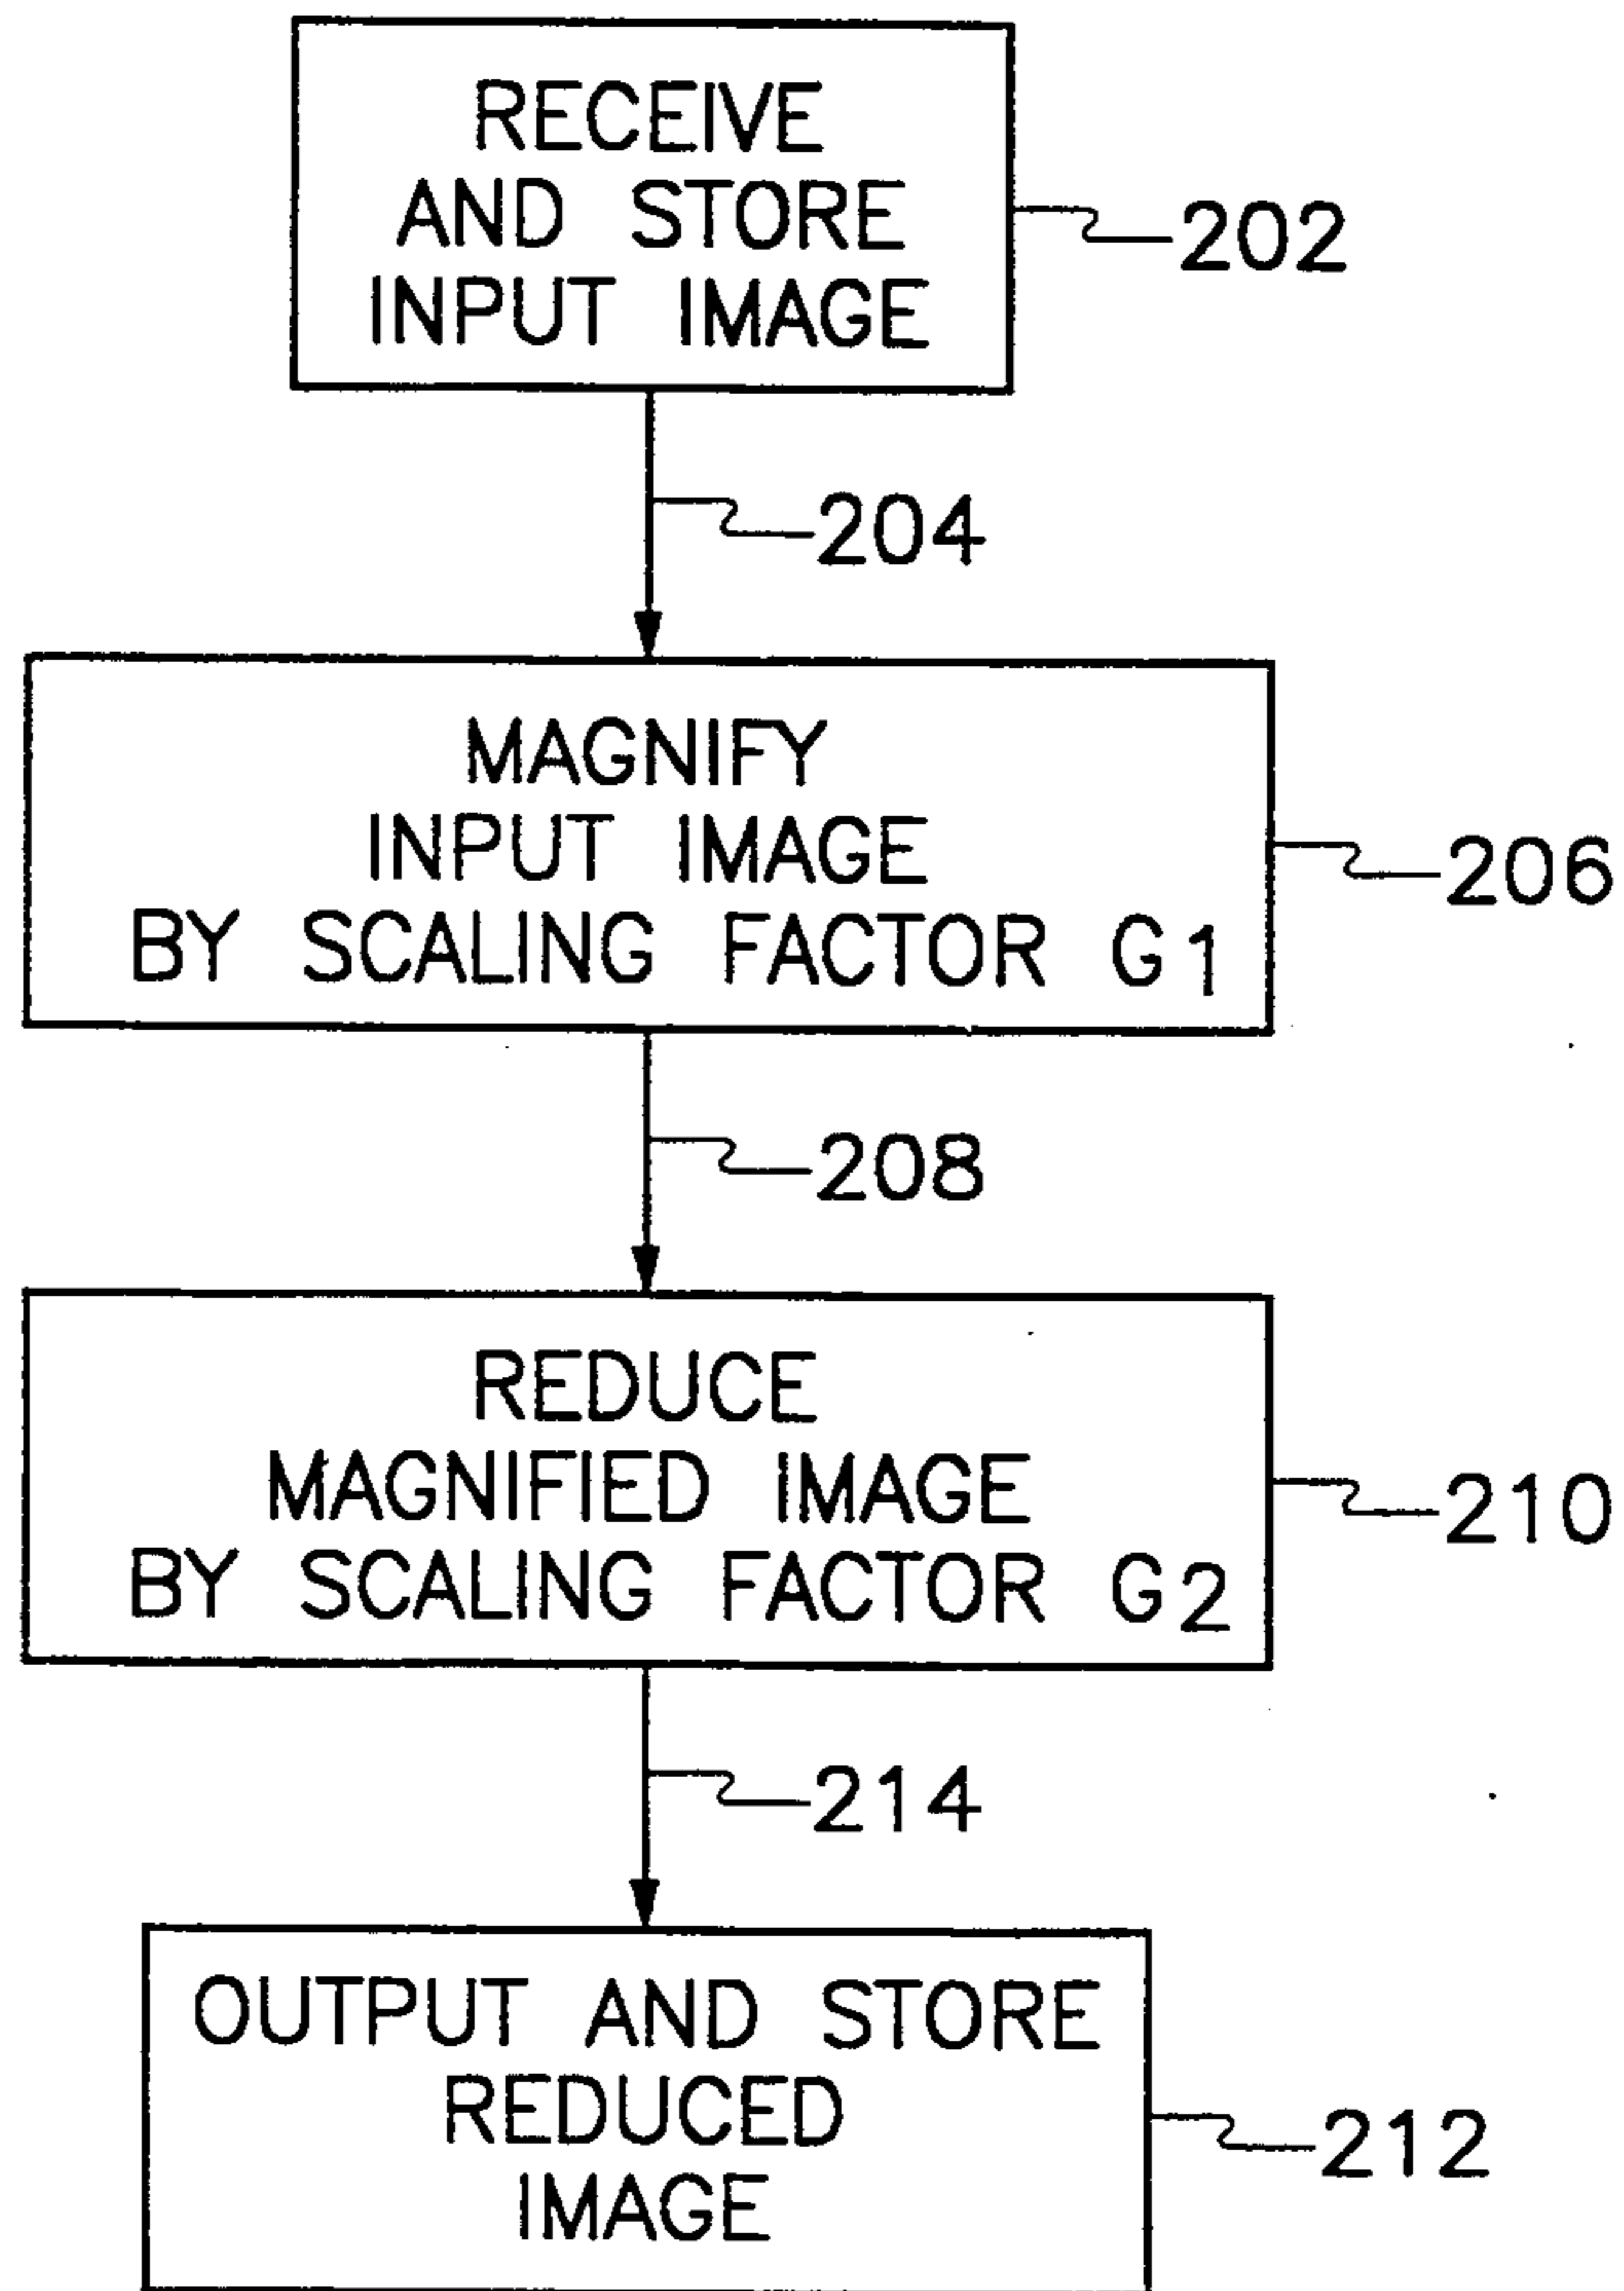 RECEIVE
AND STORE
INPUT IMAGE
202
204
MAGNIFY
INPUT IMAGE
BY SCALING FACTOR G1
206
208
REDUCE
MAGNIFIED IMAGE
BY SCALING FACTOR G2
210
214
OUTPUT AND STORE
REDUCED
IMAGE
212